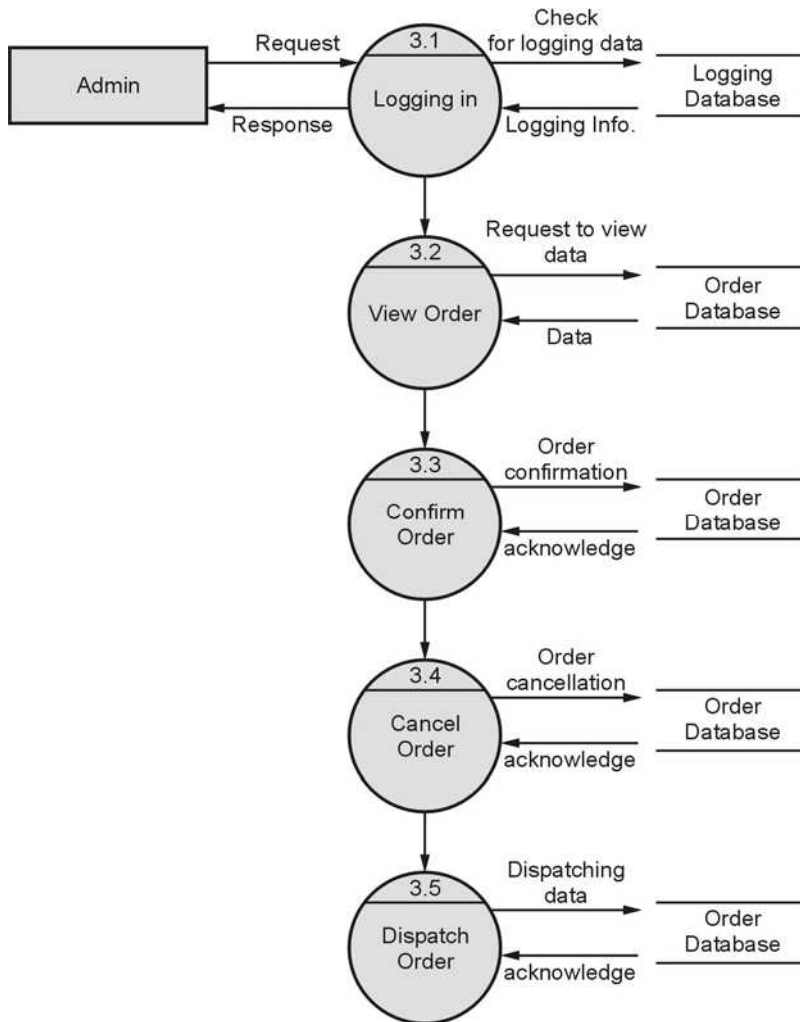 Admin
Request
Response
3.1
Logging in
Check
for logging data
Logging Info.
Logging
Database
3.2
View Order
Request to view
data
Data
Order
Database
3.3
Confirm
Order
Order
confirmation
acknowledge
Order
Database
3.4
Cancel
Order
Order
cancellation
acknowledge
Order
Database
3.5
Dispatch
Order
Dispatching
data
acknowledge
Order
Database